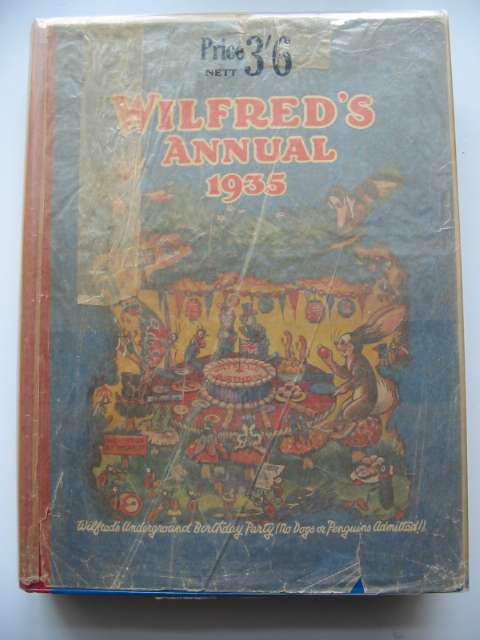 Price 3/6
NETT
WILFRED'S
ANNUAL
1935
Wilfred's Underground Birthday Party (No Dogs or Penguins Admitted!).